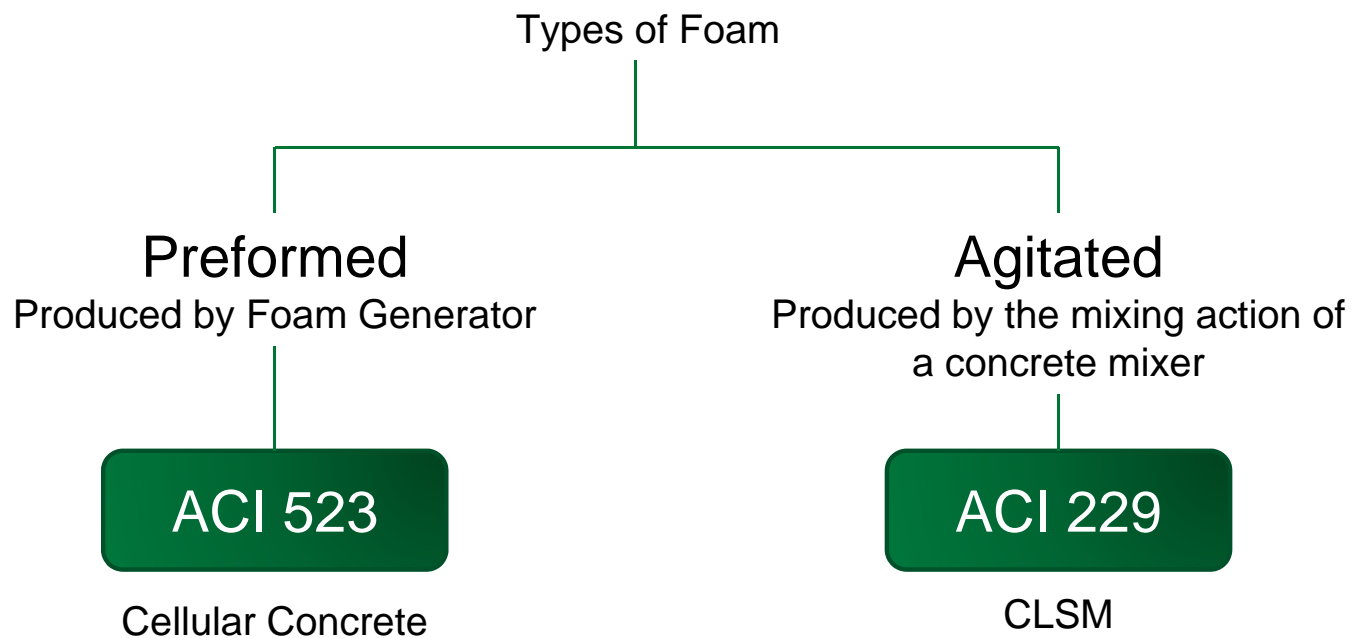 Types of Foam
Preformed
Produced by Foam Generator
ACI 523
Cellular Concrete
Agitated
Produced by the mixing action of
a concrete mixer
ACI 229
CLSM